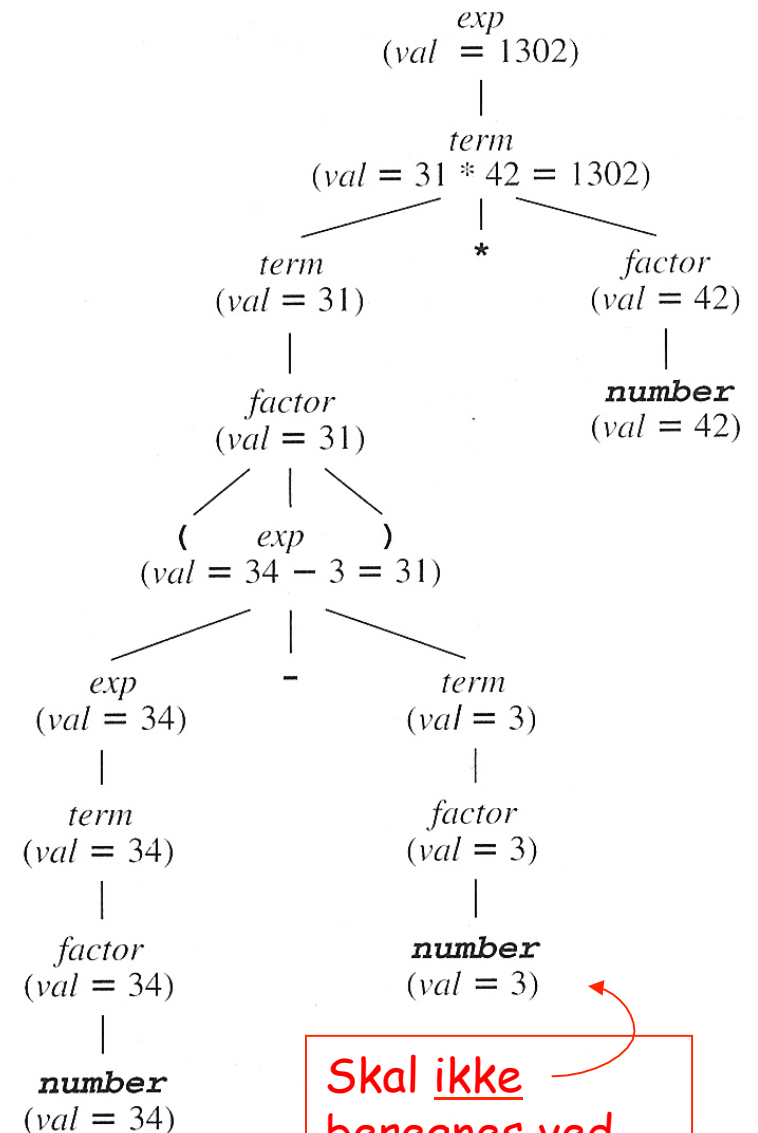 exp
(val = 1302)
term
(val = 31 * 42 = 1302)
*
term
factor
(val = 31)
(val = 42)
factor
number
(val = 31)
(val = 42)
( exp )
(val = 34 − 3 = 31)
exp - term
(val = 34) (val = 3)
term factor
(val = 34) (val = 3)
factor number
(val = 34) (val = 3)
Skal ikke
number
beregnes ved
(val = 34)